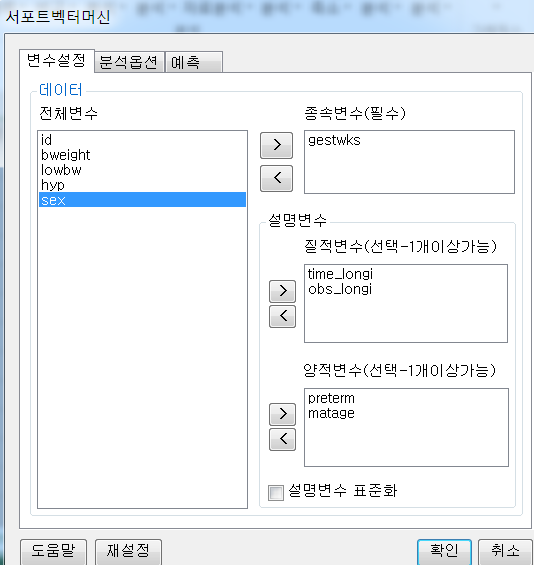 서포트벡터머신
변수설정 분석옵션 예측
데이터
전체변수
id
bweight
lowbw
hyp
sex
>
<
종속변수(필수)
gestwks
설명변수
질적변수(선택-1개이상가능)
>
<
time_longi
obs_longi
양적변수(선택-1개이상가능)
>
<
preterm
matage
설명변수 표준화
도움말 재설정 확인 취소